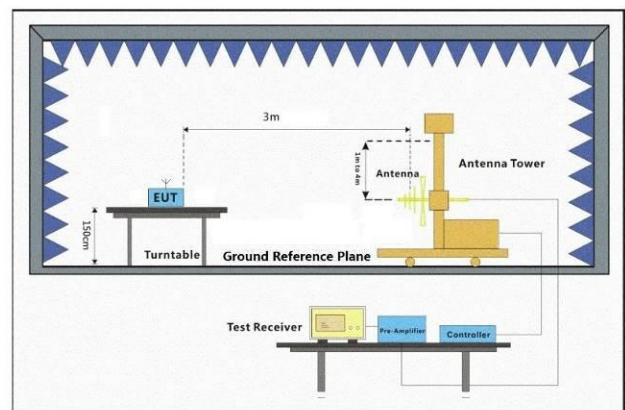 3m
1m to 4m
Antenna
Antenna Tower
EUT
150cm
Turntable
Ground Reference Plane
Test Receiver
Pre-Amplifier
Controller